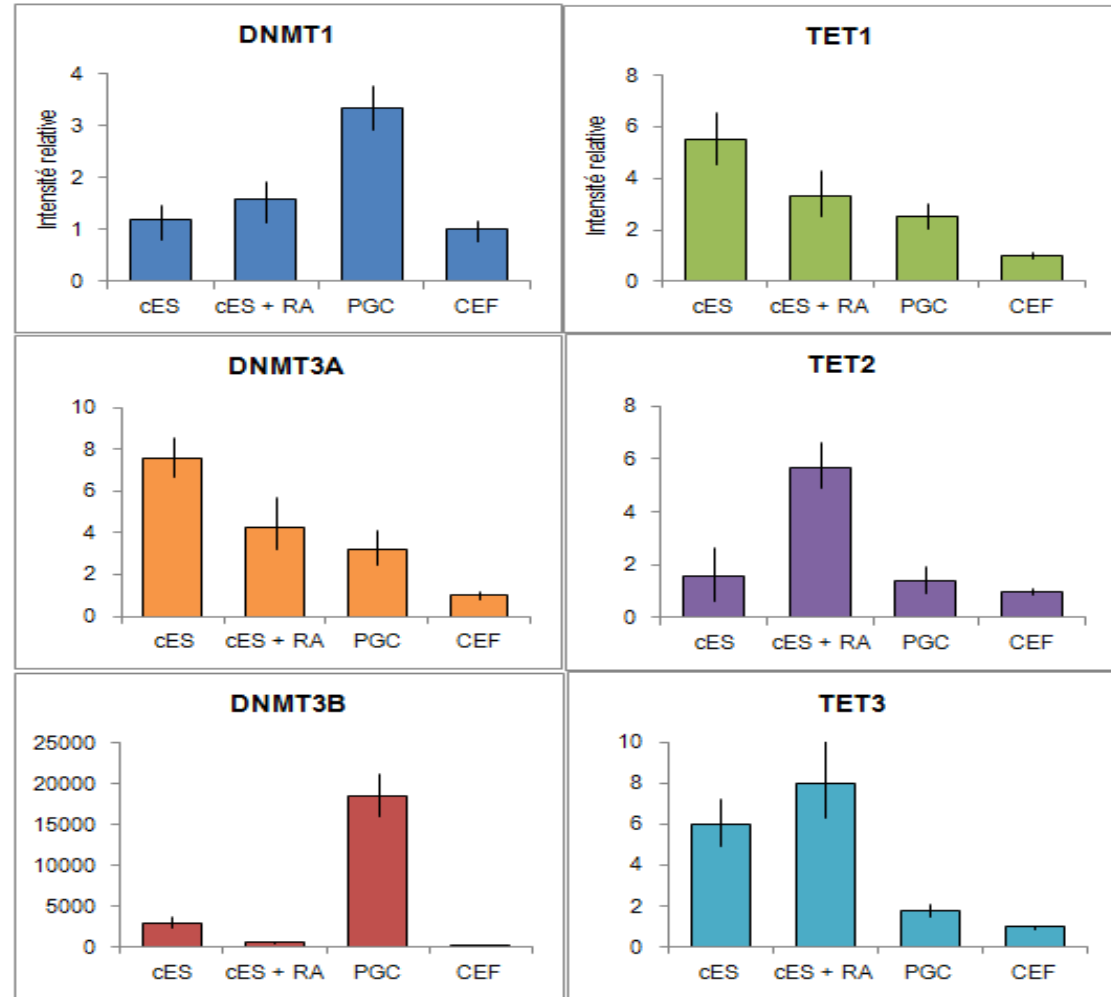 DNMT1
Intensité relative
4
3
2
1
0
cES cES + RA PGC CEF
TET1
Intensité relative
8
6
4
2
0
cES cES + RA PGC CEF
DNMT3A
10
8
6
4
2
0
cES cES + RA PGC CEF
TET2
8
6
4
2
0
cES cES + RA PGC CEF
DNMT3B
25000
20000
15000
10000
5000
0
cES cES + RA PGC CEF
TET3
10
8
6
4
2
0
cES cES + RA PGC CEF